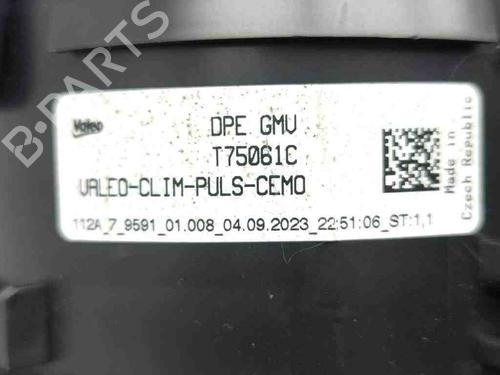 B-PARTS
Valeo
DPE GMV
T75061C
VALEO-CLIM-PULS-CEMO
112A_7_9591_01.008_04.09.2023_22:51:06_ST:1,1
Made in
Czech Republic